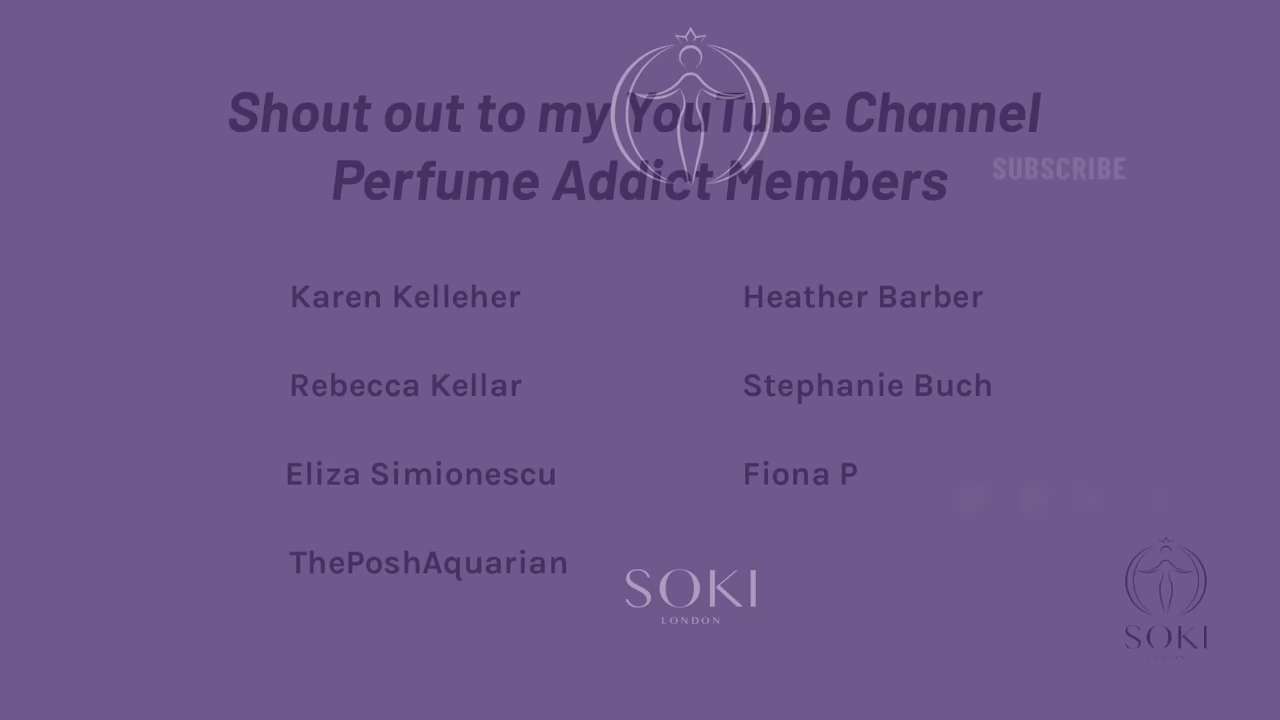 Shout out to my YouTube Channel
Perfume Addict Members
SUBSCRIBE
Karen Kelleher
Heather Barber
Rebecca Kellar
Stephanie Buch
Eliza Simionescu
Fiona P
ThePoshAquarian
SOKI
LONDON
SOKI
LONDON